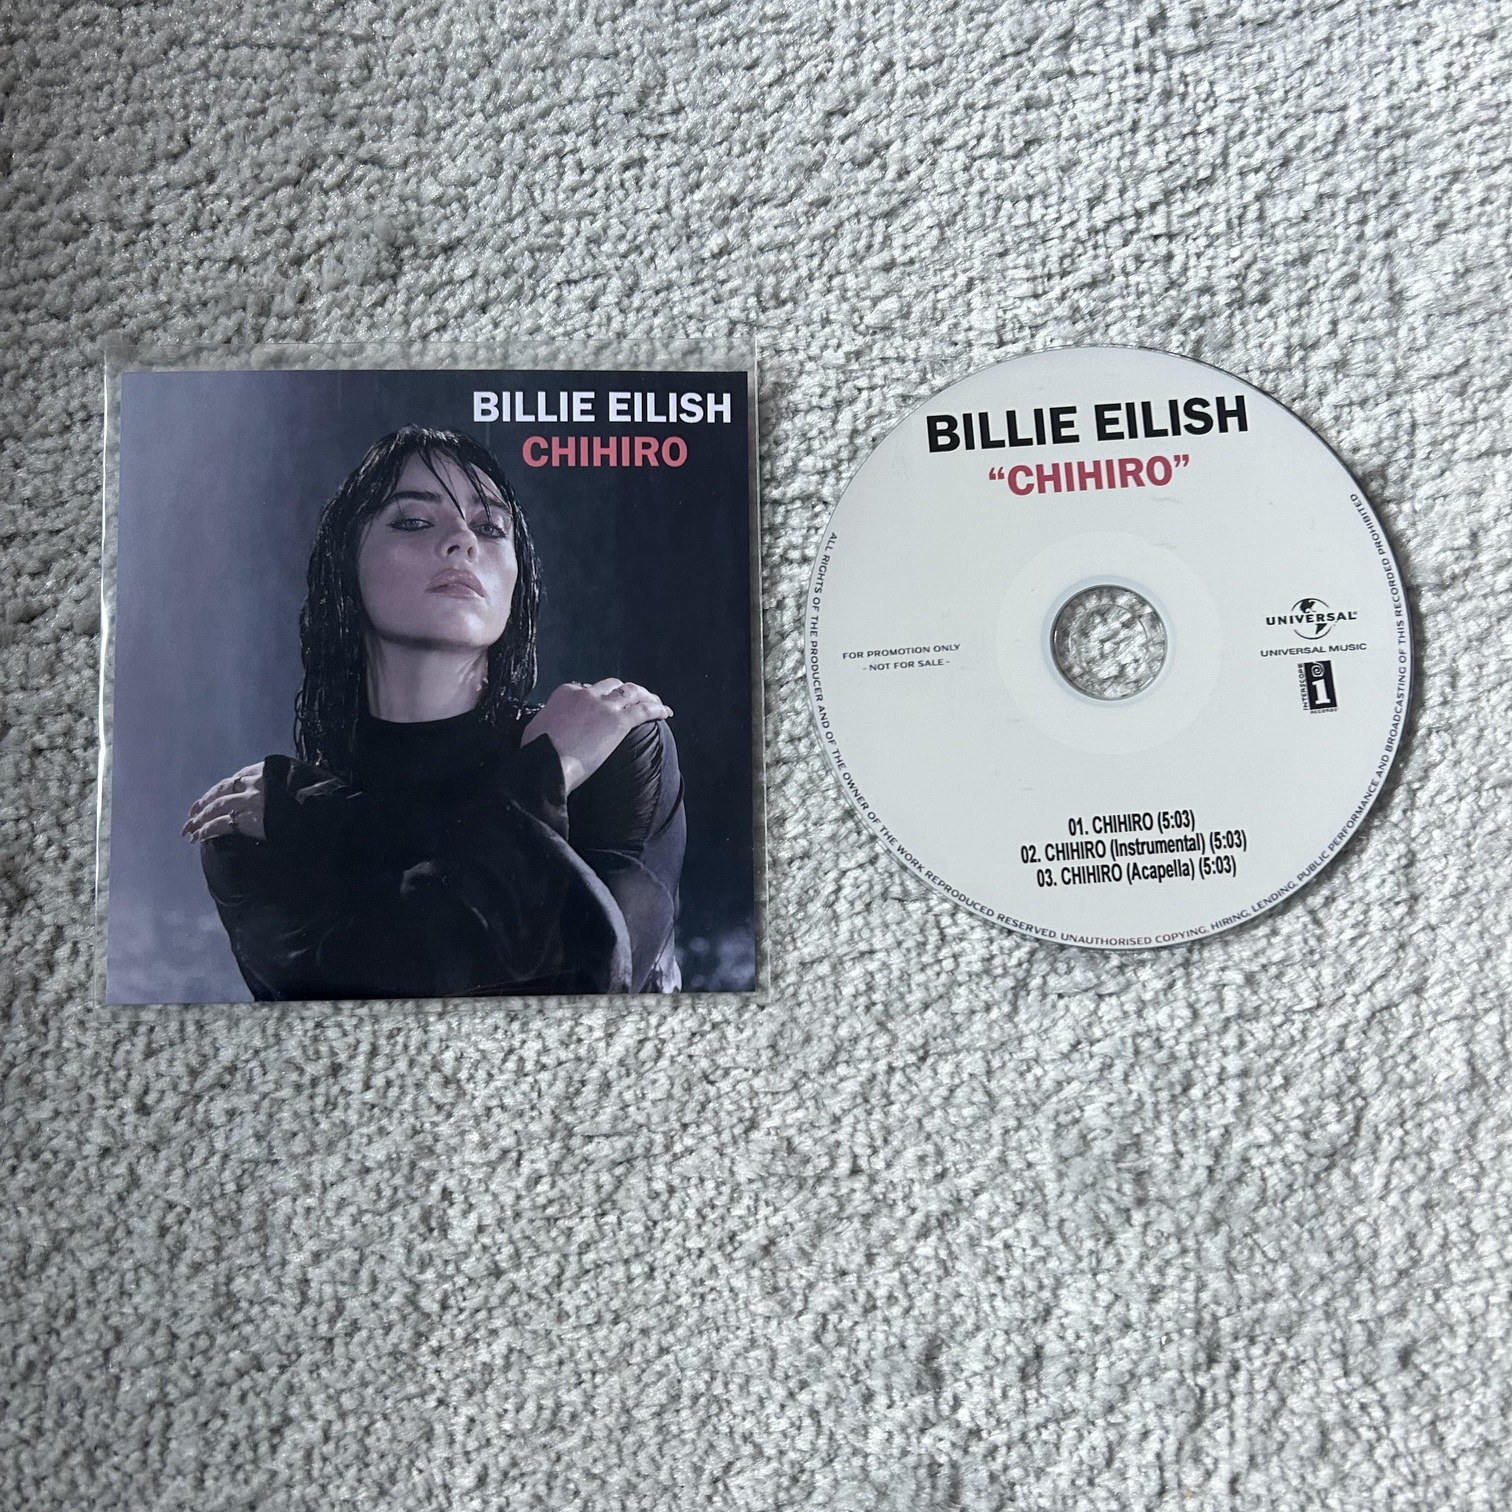 BILLIE EILISH
CHIHIRO
BILLIE EILISH
“CHIHIRO”
FOR PROMOTION ONLY
- NOT FOR SALE -
UNIVERSAL®
UNIVERSAL MUSIC
INTERSCOPE
i
RECORDS
01. CHIHIRO (5:03)
02. CHIHIRO (Instrumental) (5:03)
03. CHIHIRO (Acapella) (5:03)
ALL RIGHTS OF THE PRODUCER AND OF THE OWNER OF THE WORK REPRODUCED RESERVED. UNAUTHORISED COPYING, HIRING, LENDING, PUBLIC PERFORMANCE AND BROADCASTING OF THIS RECORDED PROHIBITED